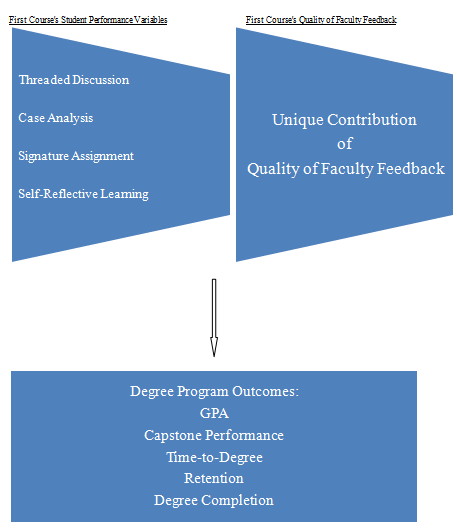 First Course's Student Performance Variables
First Course's Quality of Faculty Feedback
Threaded Discussion
Case Analysis
Signature Assignment
Self-Reflective Learning
Unique Contribution
of
Quality of Faculty Feedback
Degree Program Outcomes:
GPA
Capstone Performance
Time-to-Degree
Retention
Degree Completion